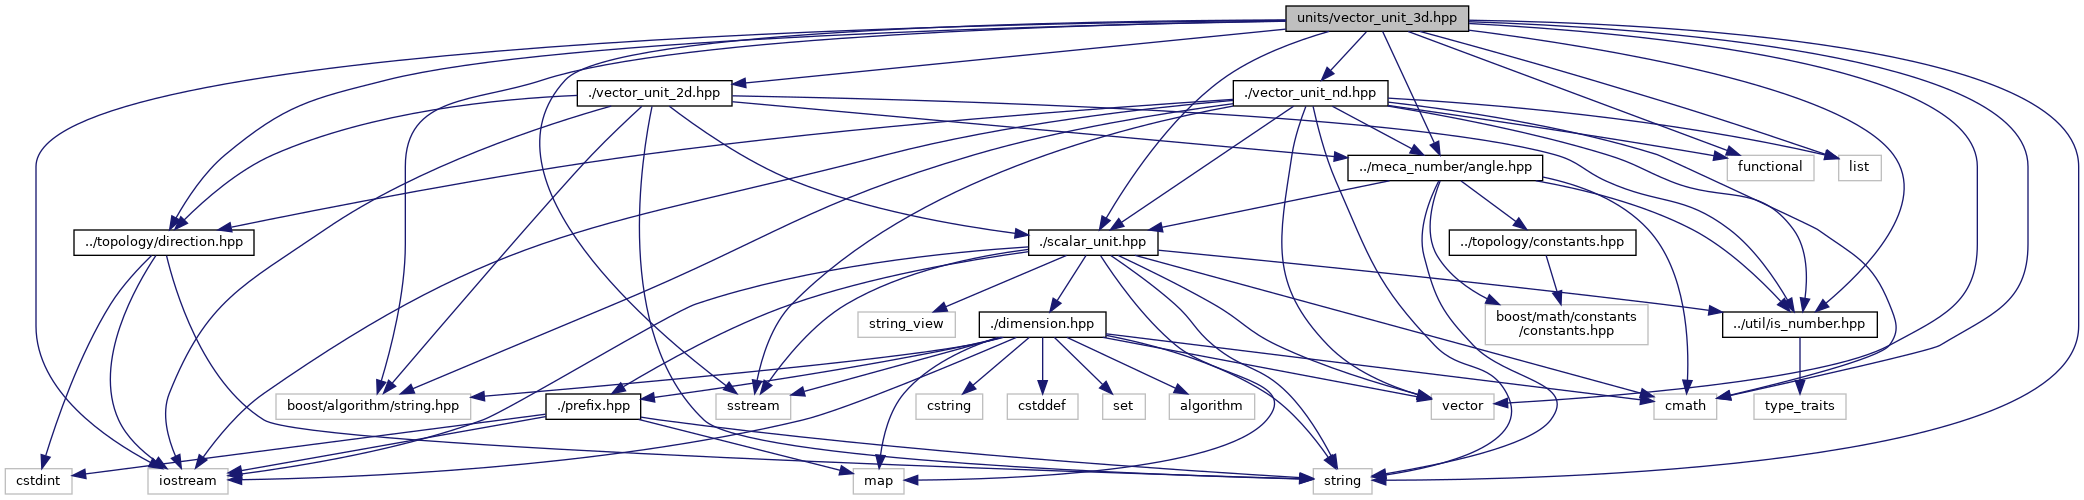 units/vector_unit_3d.hpp
./vector_unit_2d.hpp
./vector_unit_nd.hpp
../meca_number/angle.hpp
functional
list
../topology/direction.hpp
./scalar_unit.hpp
../topology/constants.hpp
string_view
./dimension.hpp
boost/math/constants
/constants.hpp
../util/is_number.hpp
boost/algorithm/string.hpp
./prefix.hpp
sstream
cstring
cstddef
set
algorithm
vector
cmath
type_traits
cstdint
iostream
map
string